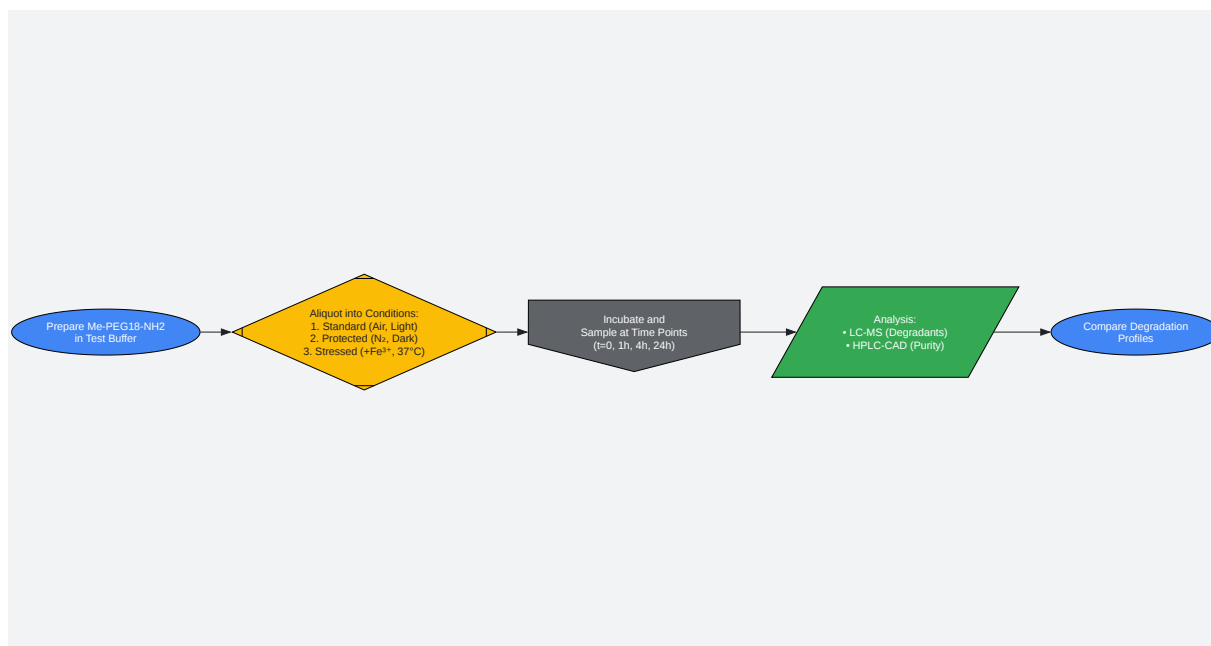 Prepare Me-PEG18-NH2
in Test Buffer
Aliquot into Conditions:
1. Standard (Air, Light)
2. Protected (N₂, Dark)
3. Stressed (+Fe³⁺, 37°C)
Incubate and
Sample at Time Points
(t=0, 1h, 4h, 24h)
Analysis:
• LC-MS (Degradants)
• HPLC-CAD (Purity)
Compare Degradation
Profiles